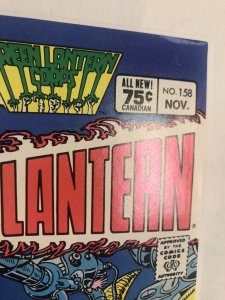 GREEN LANTERN
CORPS
ALL NEW!
75¢
CANADIAN
NO. 158
NOV.
LANTERN
APPROVED
BY THE
COMICS
CODE
AUTHORITY